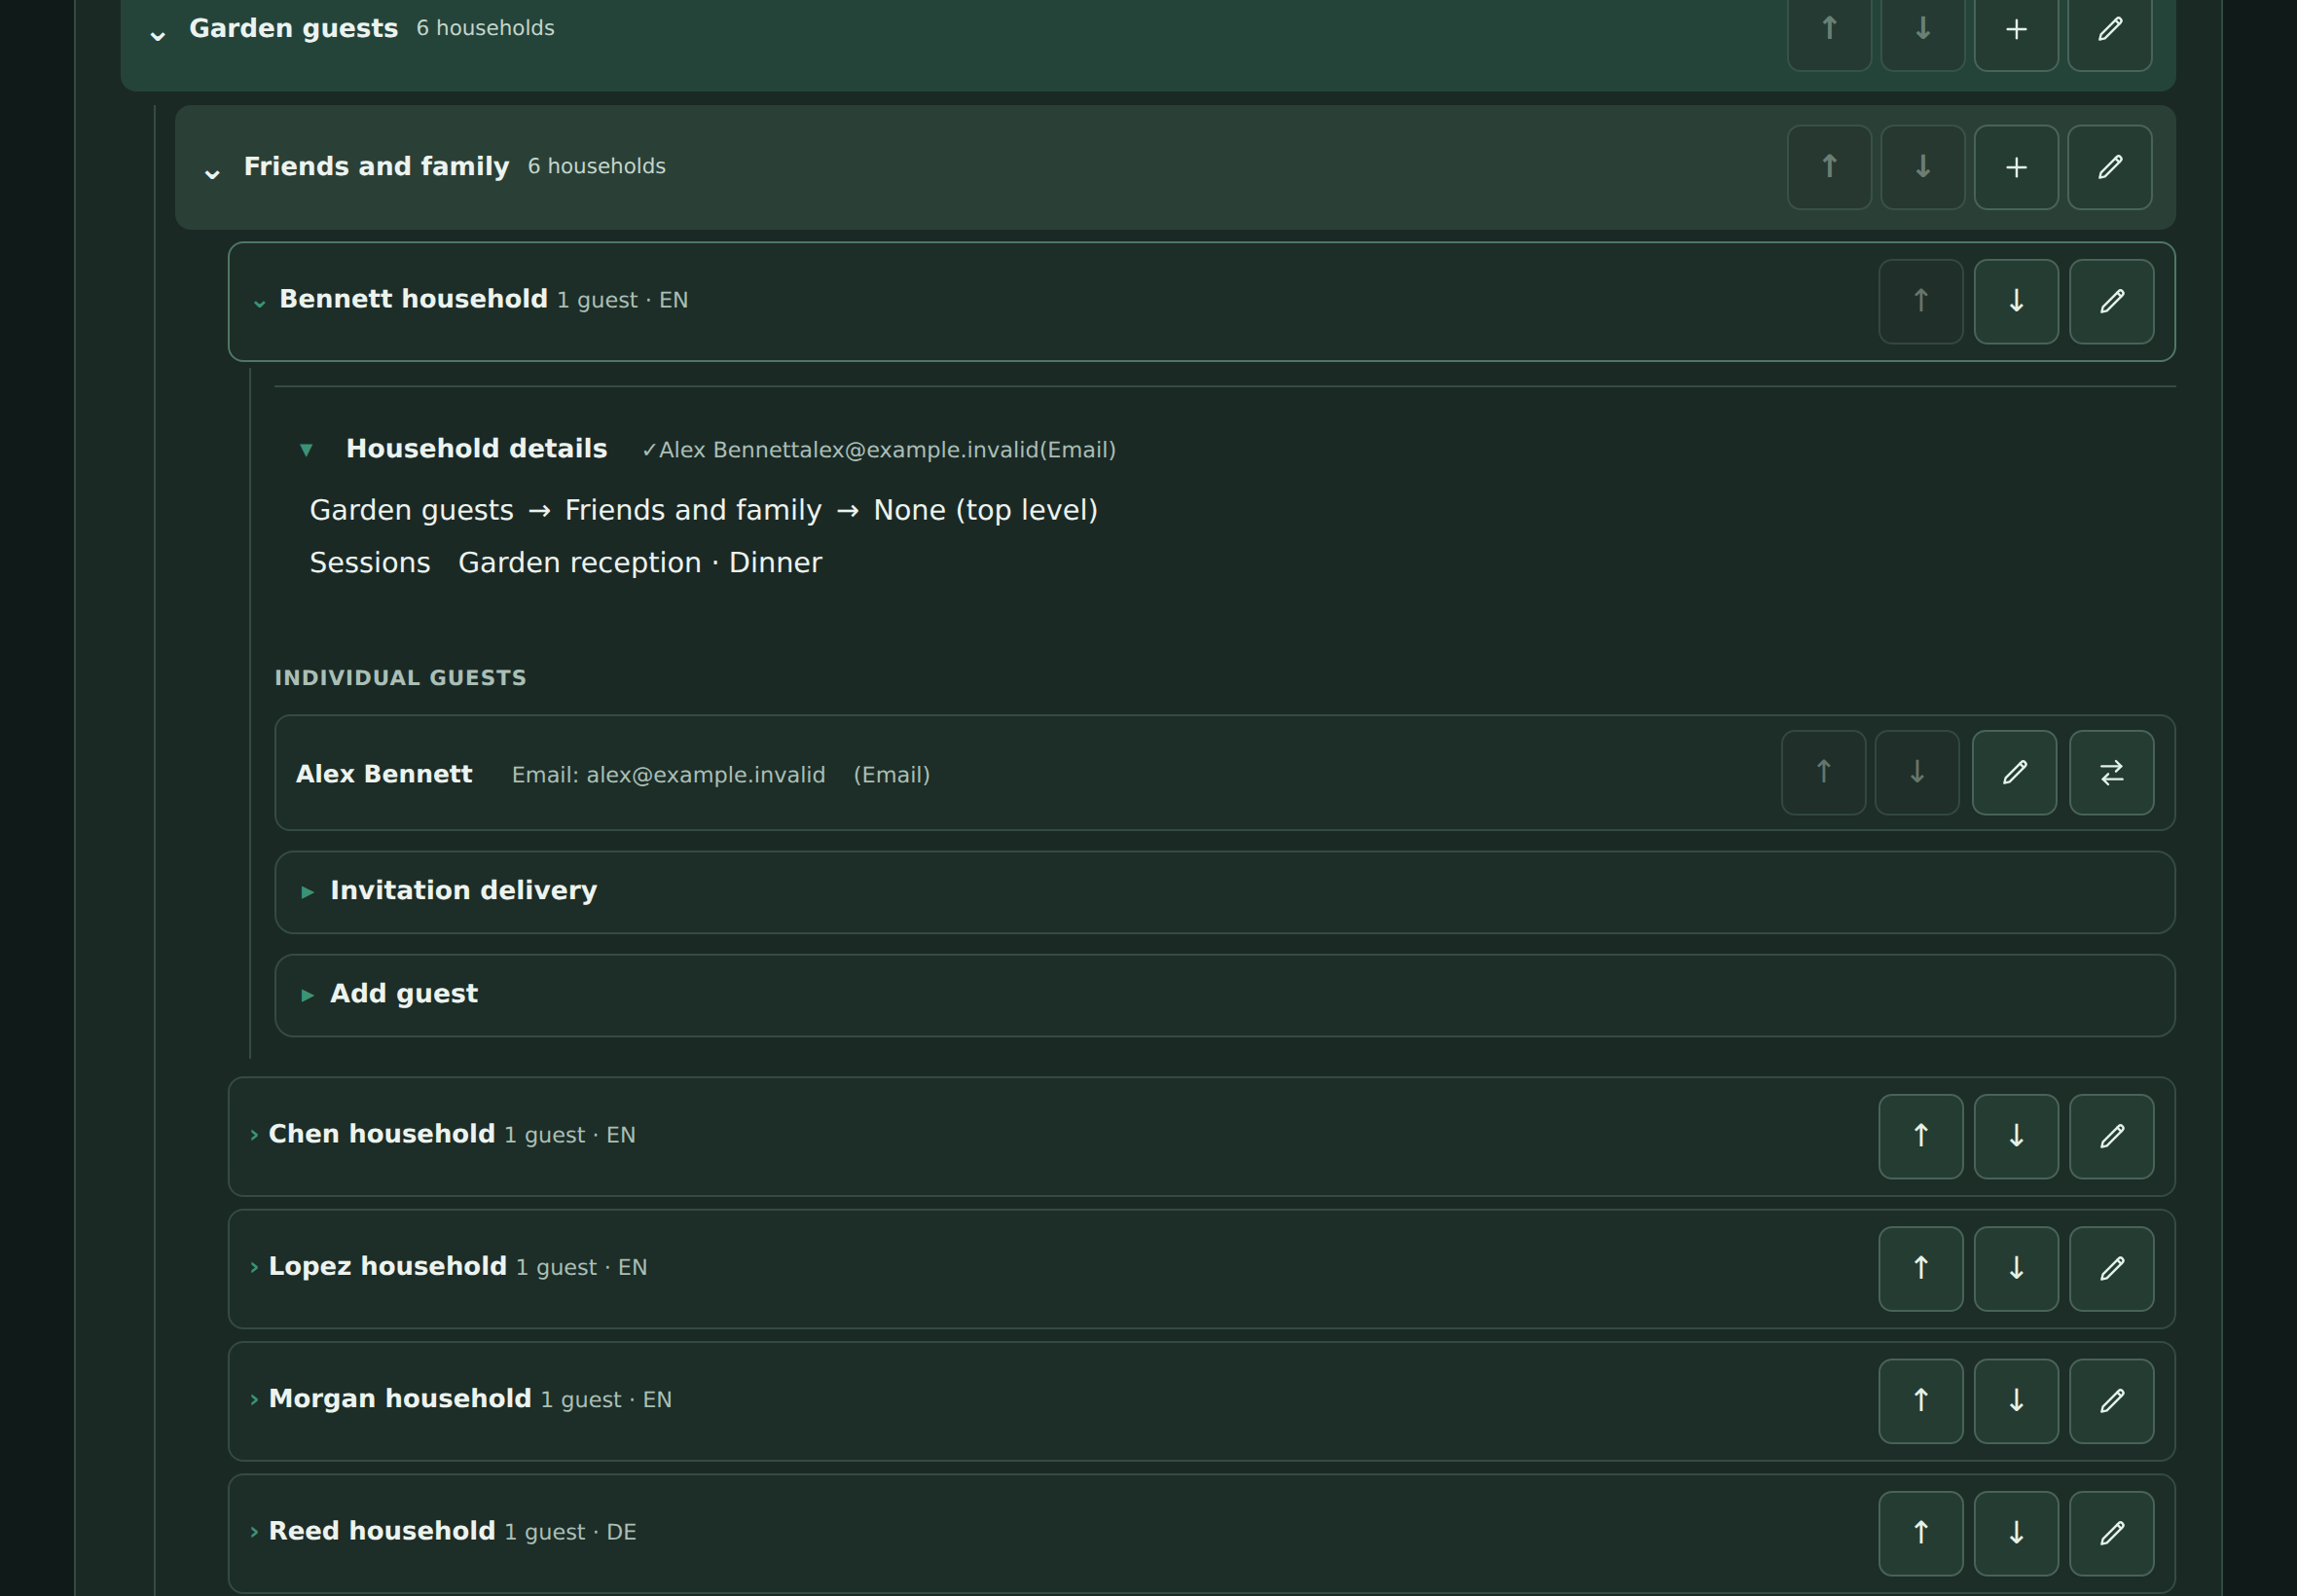 Garden guests 6 households
Friends and family 6 households
Bennett household 1 guest · EN
Household details ✓Alex Bennettalex@example.invalid(Email)
Garden guests → Friends and family → None (top level)
Sessions Garden reception · Dinner
INDIVIDUAL GUESTS
Alex Bennett Email: alex@example.invalid (Email)
Invitation delivery
Add guest
Chen household 1 guest · EN
Lopez household 1 guest · EN
Morgan household 1 guest · EN
Reed household 1 guest · DE